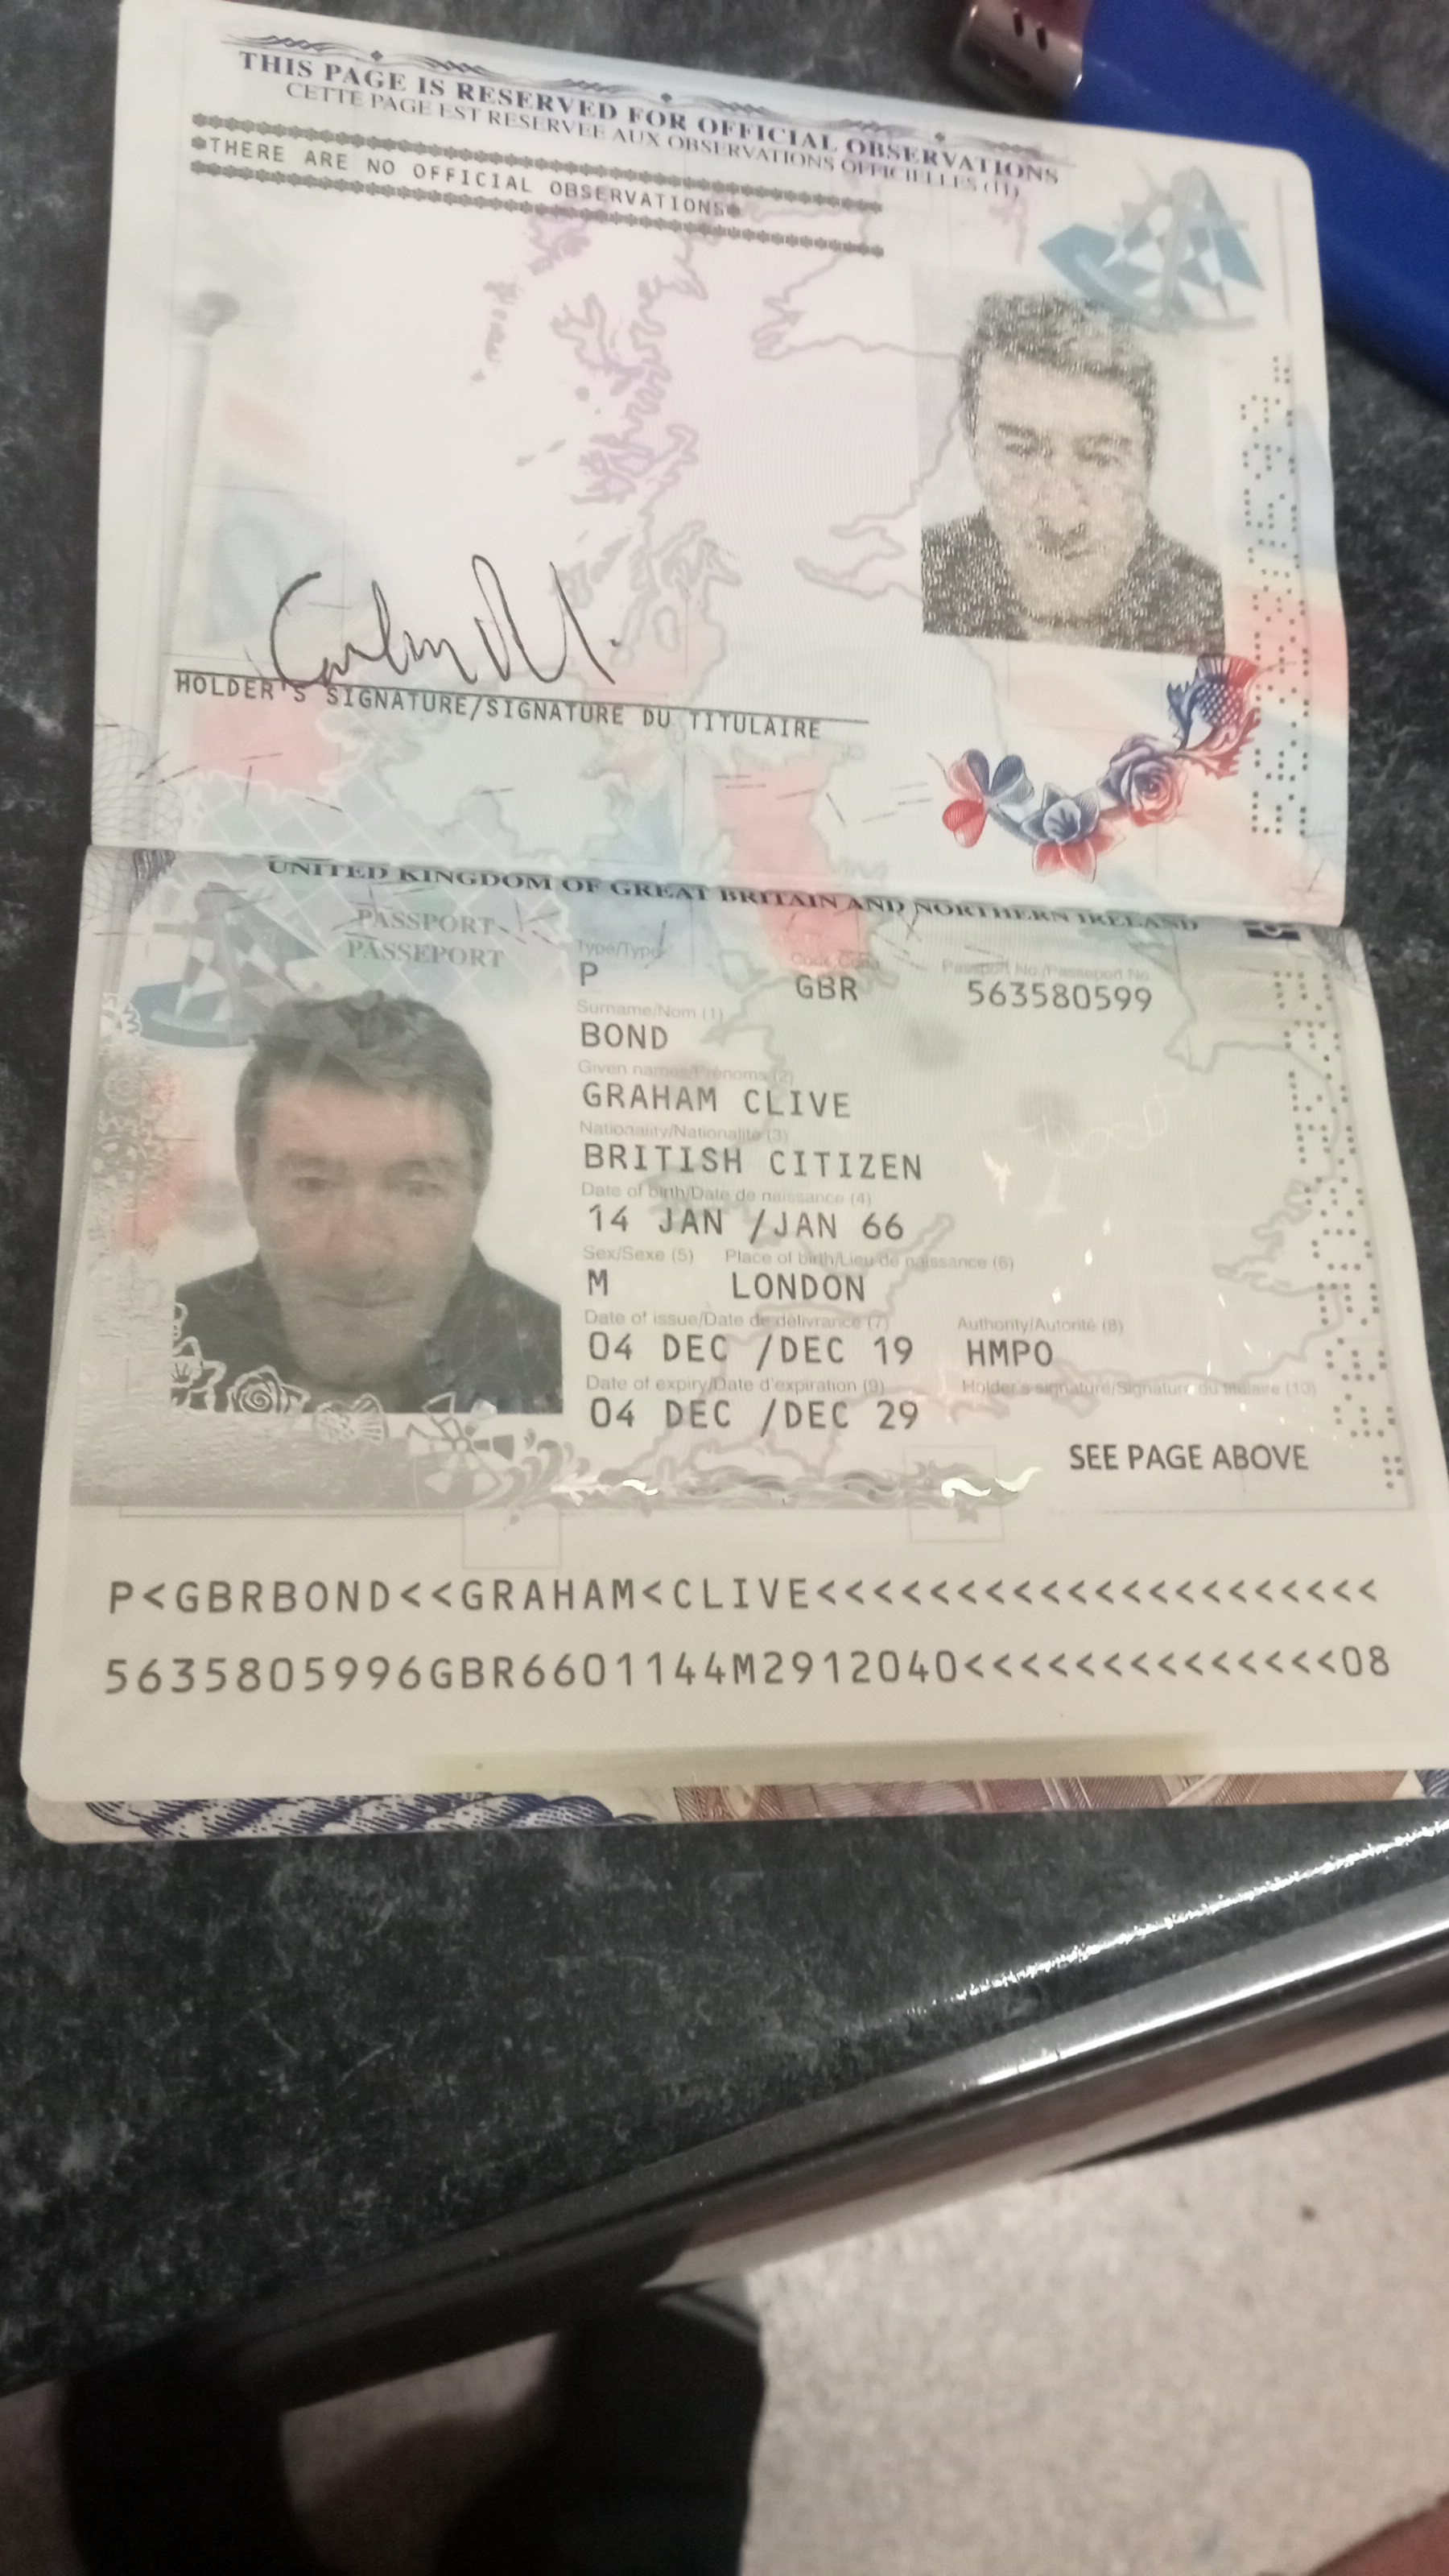 THIS PAGE IS RESERVED FOR OFFICIAL OBSERVATIONS
CETTE PAGE EST RESERVEE AUX OBSERVATIONS OFFICIELLES (11)
*THERE ARE NO OFFICIAL OBSERVATIONS*
HOLDER'S SIGNATURE/SIGNATURE DU TITULAIRE
UNITED KINGDOM OF GREAT BRITAIN AND NORTHERN IRELAND
PASSPORT
PASSEPORT
Type/Type Code/Code Passport No./Passeport No.
P GBR 563580599
Surname/Nom (1)
BOND
Given names/Prénoms (2)
GRAHAM CLIVE
Nationality/Nationalité (3)
BRITISH CITIZEN
Date of birth/Date de naissance (4)
14 JAN /JAN 66
Sex/Sexe (5) Place of birth/Lieu de naissance (6)
M LONDON
Date of issue/Date de délivrance (7) Authority/Autorité (8)
04 DEC /DEC 19 HMPO
Date of expiry/Date d'expiration (9) Holder's signature/Signature du titulaire (10)
04 DEC /DEC 29
SEE PAGE ABOVE
P<GBRBOND<<GRAHAM<CLIVE<<<<<<<<<<<<<<<<<<<<<
5635805996GBR6601144M2912040<<<<<<<<<<<<<<08